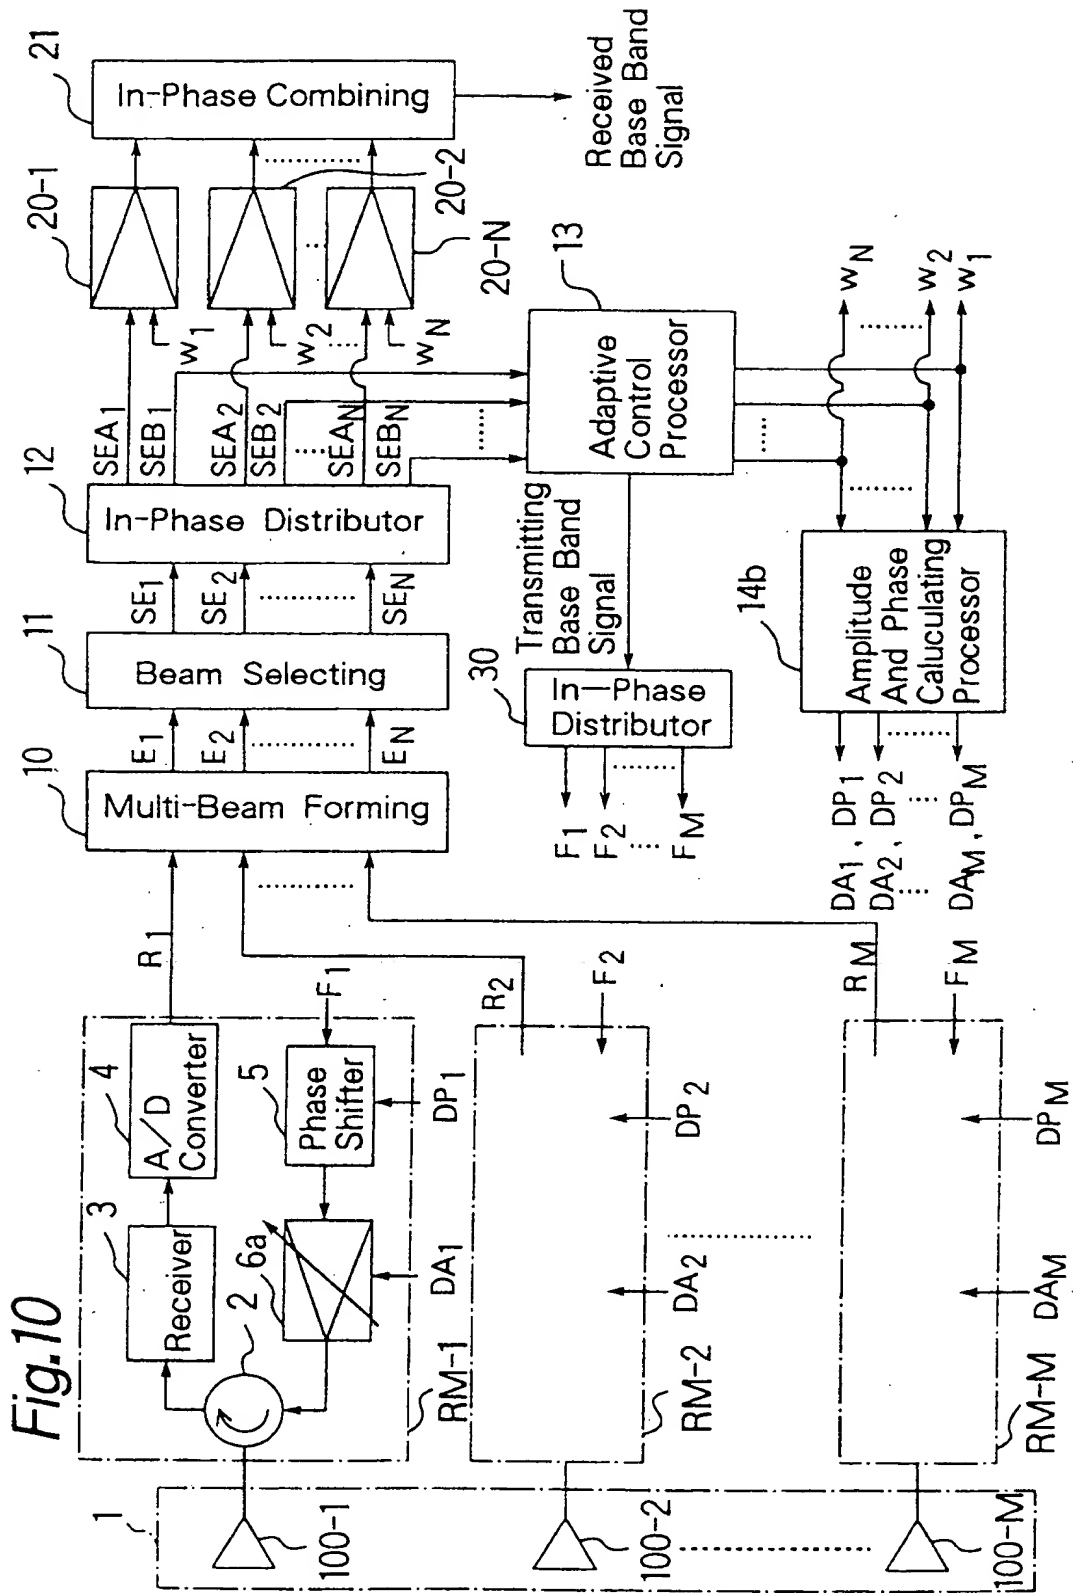 Fig.10
1
100-1
100-2
100-M
2
3
Receiver
4
A/D
Converter
5
Phase
Shifter
6a
F1
DP1
DA1
RM-1
R1
R2
F2
DP2
DA2
RM-2
RM
FM
DPM
DAM
RM-M
10
Multi-Beam Forming
E1
E2
EN
11
Beam Selecting
SE1
SE2
SEN
12
In-Phase Distributor
SEA1
SEB1
SEA2
SEB2
SEAN
SEBN
w1
w2
wN
20-1
20-2
20-N
21
In-Phase Combining
Received
Base Band
Signal
13
Adaptive
Control
Processor
Transmitting
Base Band
Signal
30
In-Phase
Distributor
F1
F2
FM
14b
Amplitude
And Phase
Caluculating
Processor
wN
w2
w1
DA1, DP1
DA2, DP2
DAM, DPM